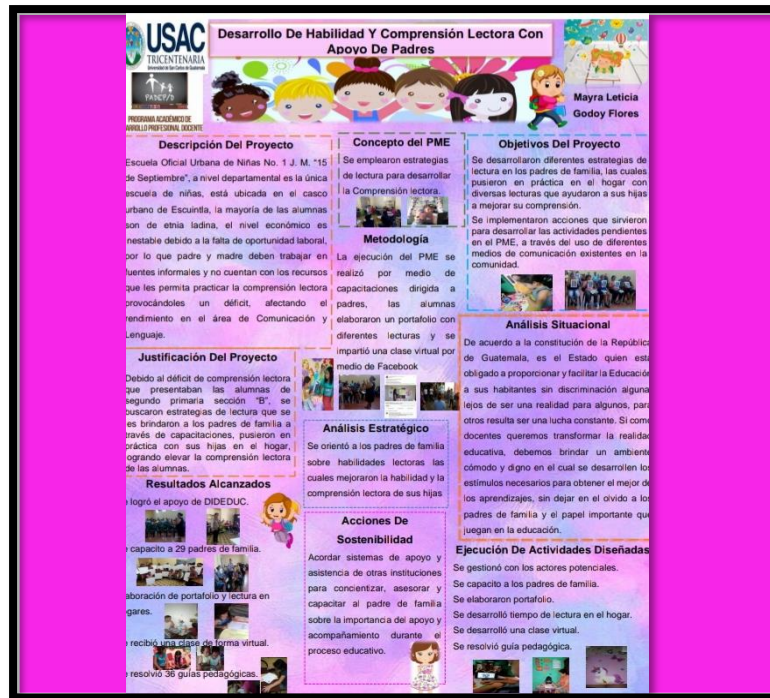 USAC
TRICENTENARIA
Universidad de San Carlos de Guatemala
PADEP/D
PROGRAMA ACADÉMICO DE
ARROLLO PROFESIONAL DOCENTE
Desarrollo De Habilidad Y Comprensión Lectora Con
Apoyo De Padres
Mayra Leticia
Godoy Flores
Descripción Del Proyecto
Escuela Oficial Urbana de Niñas No. 1 J. M. “15
de Septiembre”, a nivel departamental es la única
escuela de niñas, está ubicada en el casco
urbano de Escuintla, la mayoría de las alumnas
son de etnia ladina, el nivel económico es
inestable debido a la falta de oportunidad laboral,
por lo que padre y madre deben trabajar en
fuentes informales y no cuentan con los recursos
que les permita practicar la comprensión lectora
provocándoles un déficit, afectando el
rendimiento en el área de Comunicación y
Lenguaje.
Justificación Del Proyecto
Debido al déficit de comprensión lectora
que presentaban las alumnas de
segundo primaria sección “B”, se
buscaron estrategias de lectura que se
es brindaron a los padres de familia a
través de capacitaciones, pusieron en
práctica con sus hijas en el hogar,
logrando elevar la comprensión lectora
de las alumnas.
Resultados Alcanzados
logró el apoyo de DIDEDUC.
capacito a 29 padres de familia.
aboración de portafolio y lectura en
gares.
recibió una clase de forma virtual.
resolvió 36 guías pedagógicas.
Concepto del PME
Se emplearon estrategias
de lectura para desarrollar
la Comprensión lectora.
Metodología
La ejecución del PME se
realizó por medio de
capacitaciones dirigida a
padres, las alumnas
elaboraron un portafolio con
diferentes lecturas y se
impartió una clase virtual por
medio de Facebook
Análisis Estratégico
Se orientó a los padres de familia
sobre habilidades lectoras las
cuales mejoraron la habilidad y la
comprensión lectora de sus hijas
Acciones De
Sostenibilidad
Acordar sistemas de apoyo y
asistencia de otras instituciones
para concientizar, asesorar y
capacitar al padre de familia
sobre la importancia del apoyo y
acompañamiento durante el
proceso educativo.
Objetivos Del Proyecto
Se desarrollaron diferentes estrategias de
lectura en los padres de familia, las cuales
pusieron en práctica en el hogar con
diversas lecturas que ayudaron a sus hijas
a mejorar su comprensión.
Se implementaron acciones que sirvieron
para desarrollar las actividades pendientes
en el PME, a través del uso de diferentes
medios de comunicación existentes en la
comunidad.
Análisis Situacional
De acuerdo a la constitución de la República
de Guatemala, es el Estado quien está
obligado a proporcionar y facilitar la Educación
a sus habitantes sin discriminación alguna,
lejos de ser una realidad para algunos, para
otros resulta ser una lucha constante. Si como
docentes queremos transformar la realidad
educativa, debemos brindar un ambiente
cómodo y digno en el cual se desarrollen los
estímulos necesarios para obtener el mejor de
los aprendizajes, sin dejar en el olvido a los
padres de familia y el papel importante que
juegan en la educación.
Ejecución De Actividades Diseñadas
Se gestionó con los actores potenciales.
Se capacito a los padres de familia.
Se elaboraron portafolio.
Se desarrolló tiempo de lectura en el hogar.
Se desarrolló una clase virtual.
Se resolvió guía pedagógica.